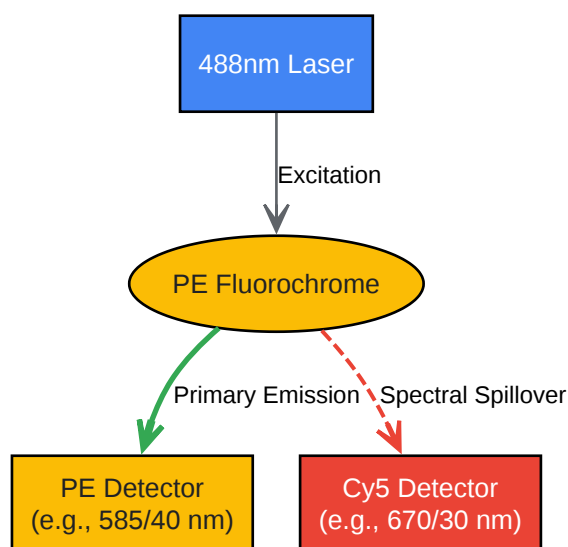 488nm Laser
Excitation
PE Fluorochrome
Primary Emission
Spectral Spillover
PE Detector
(e.g., 585/40 nm)
Cy5 Detector
(e.g., 670/30 nm)